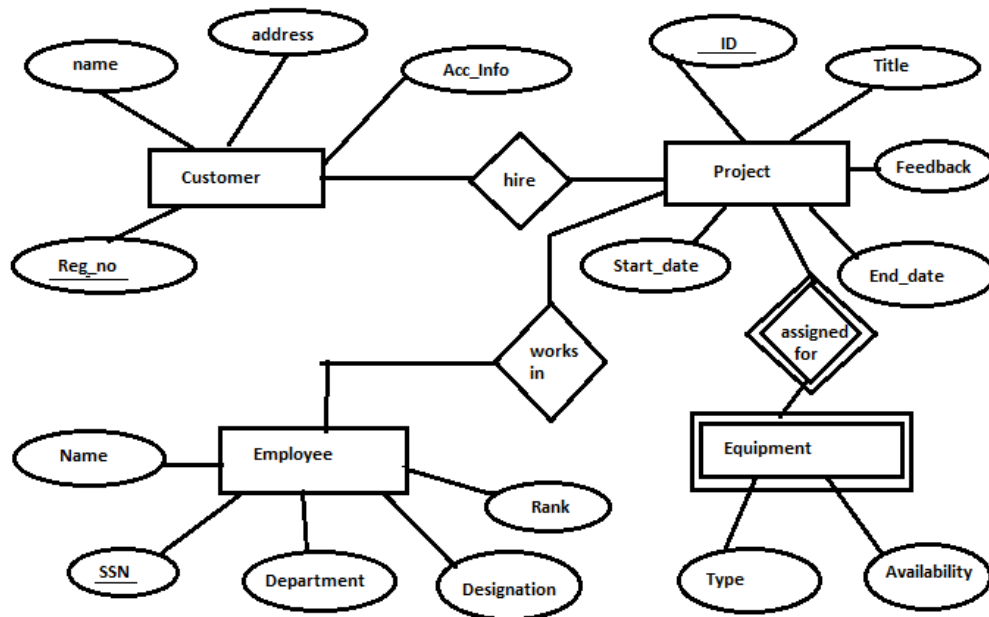 ID
address
name
Title
Acc_Info
Customer
hire
Project
Feedback
Reg_no
Start_date
End_date
assigned
for
works
in
Equipment
Name
Employee
Rank
SSN
Department
Designation
Type
Availability